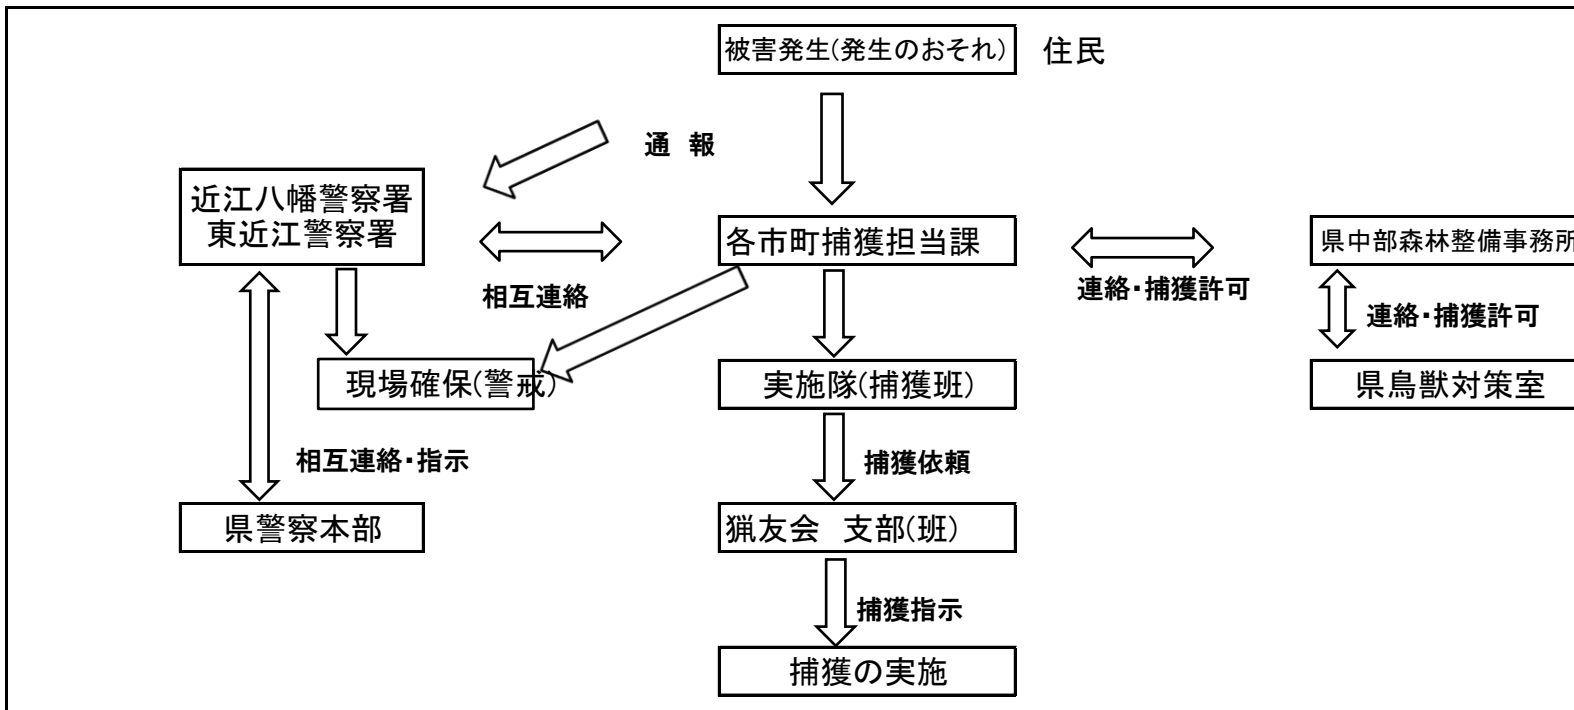 被害発生(発生のおそれ)
住民
通 報
近江八幡警察署
東近江警察署
相互連絡
各市町捕獲担当課
連絡・捕獲許可
県中部森林整備事務所
連絡・捕獲許可
現場確保(警戒)
実施隊(捕獲班)
県鳥獣対策室
相互連絡・指示
捕獲依頼
県警察本部
猟友会 支部(班)
捕獲指示
捕獲の実施